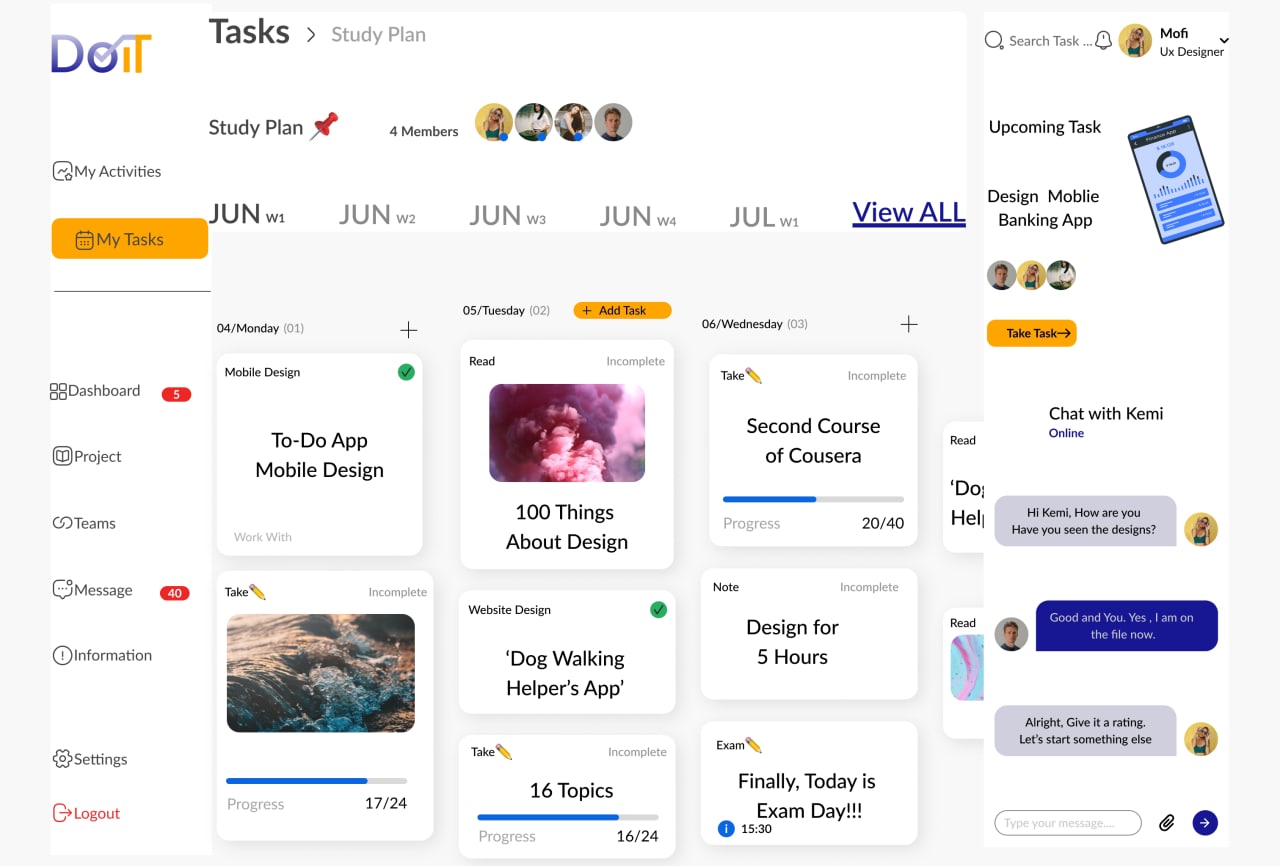 DoIT
My Activities
My Tasks
Dashboard
5
Project
Teams
Message
40
Information
Settings
Logout
Tasks > Study Plan
Study Plan
4 Members
JUN W1
JUN W2
JUN W3
JUN W4
JUL W1
View ALL
04/Monday (01)
+
Mobile Design
To-Do App
Mobile Design
Work With
Take
Incomplete
Progress
17/24
05/Tuesday (02)
+ Add Task
Read
Incomplete
100 Things
About Design
Website Design
‘Dog Walking
Helper’s App’
Take
Incomplete
16 Topics
Progress
16/24
06/Wednesday (03)
+
Take
Incomplete
Second Course
of Cousera
Progress
20/40
Note
Incomplete
Design for
5 Hours
Exam
Finally, Today is
Exam Day!!!
15:30
Read
‘Dog
Help
Read
Search Task ...
Mofi
Ux Designer
Upcoming Task
Design Moblie
Banking App
Finance App
Take Task→
Chat with Kemi
Online
Hi Kemi, How are you
Have you seen the designs?
Good and You. Yes , I am on
the file now.
Alright, Give it a rating.
Let’s start something else
Type your message....